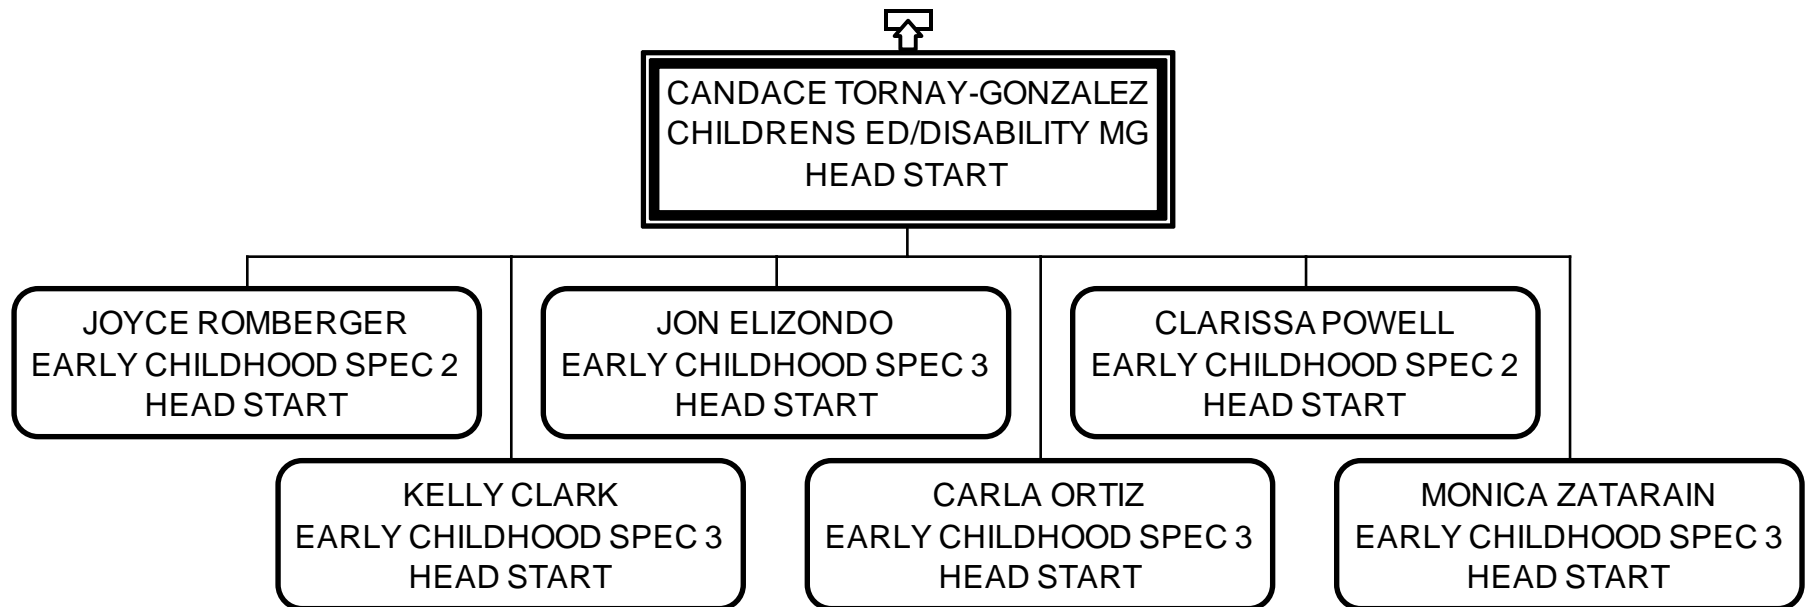 CANDACE TORNAY-GONZALEZ
CHILDRENS ED/DISABILITY MG
HEAD START
JOYCE ROMBERGER
EARLY CHILDHOOD SPEC 2
HEAD START
JON ELIZONDO
EARLY CHILDHOOD SPEC 3
HEAD START
CLARISSA POWELL
EARLY CHILDHOOD SPEC 2
HEAD START
KELLY CLARK
EARLY CHILDHOOD SPEC 3
HEAD START
CARLA ORTIZ
EARLY CHILDHOOD SPEC 3
HEAD START
MONICA ZATARAIN
EARLY CHILDHOOD SPEC 3
HEAD START